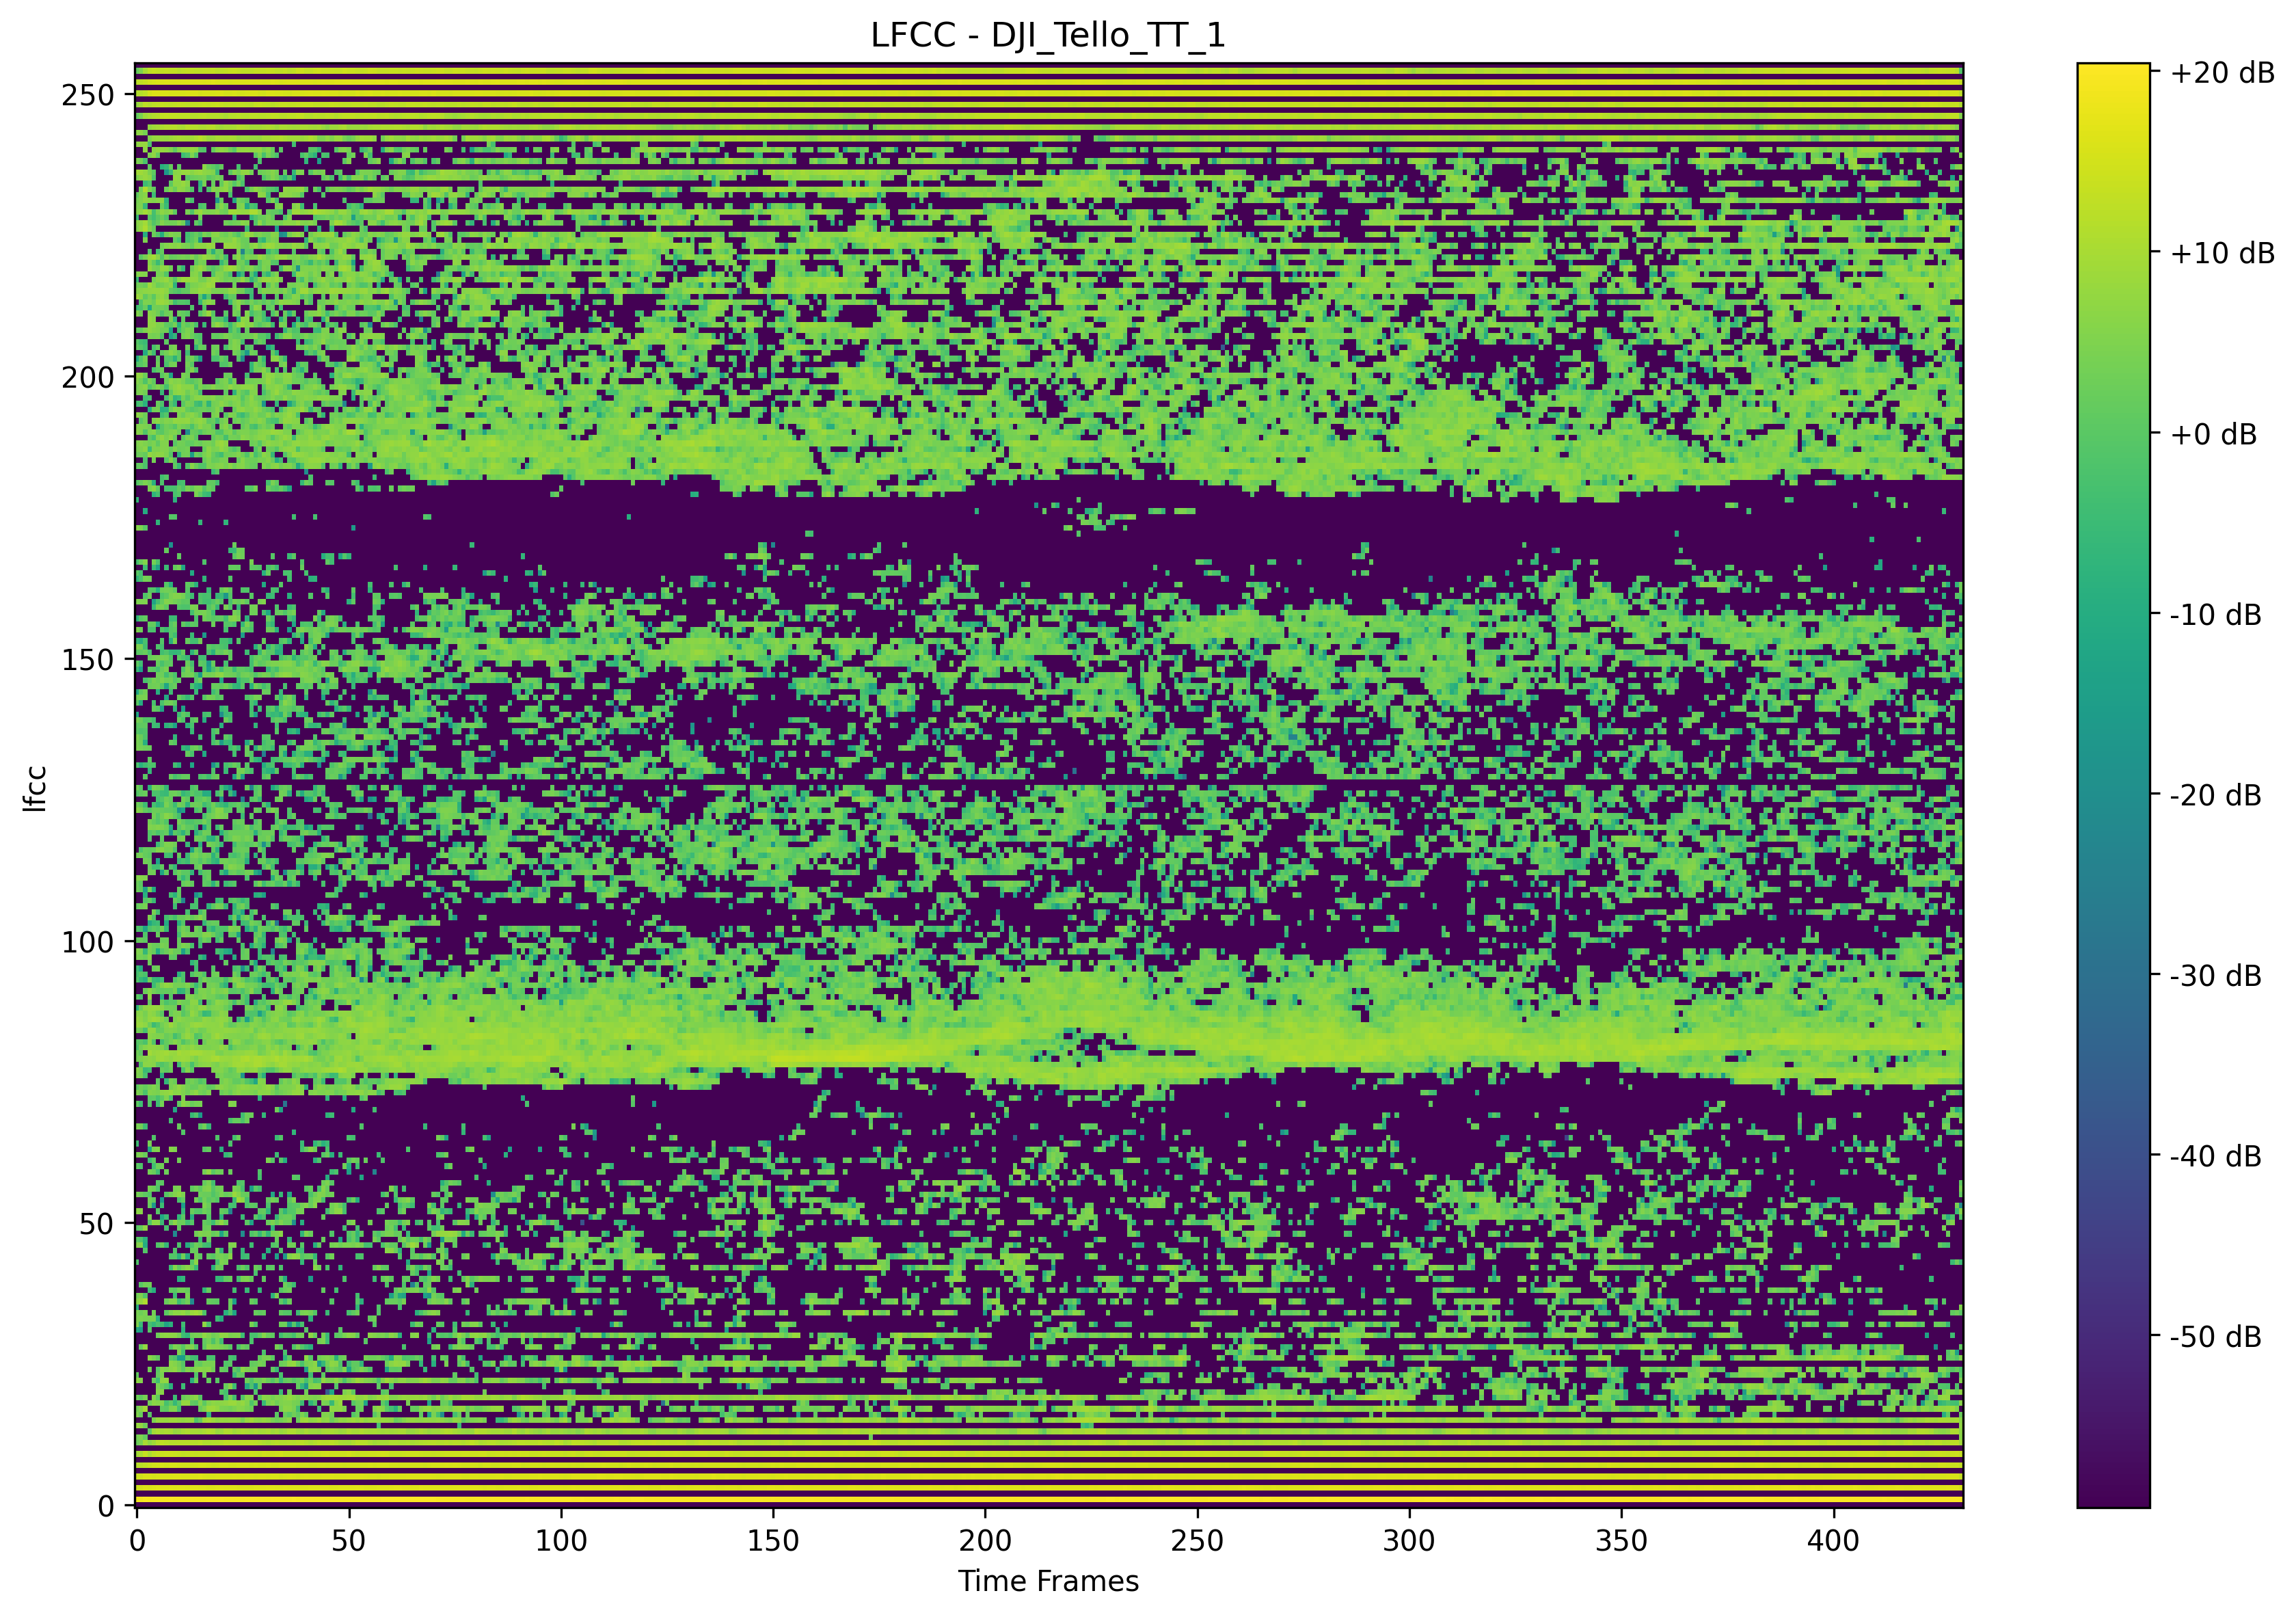 LFCC - DJI_Tello_TT_1
+20 dB
250
+10 dB
200
+0 dB
-10 dB
150
lfcc
-20 dB
100
-30 dB
-40 dB
50
-50 dB
0
0 50 100 150 200 250 300 350 400
Time Frames